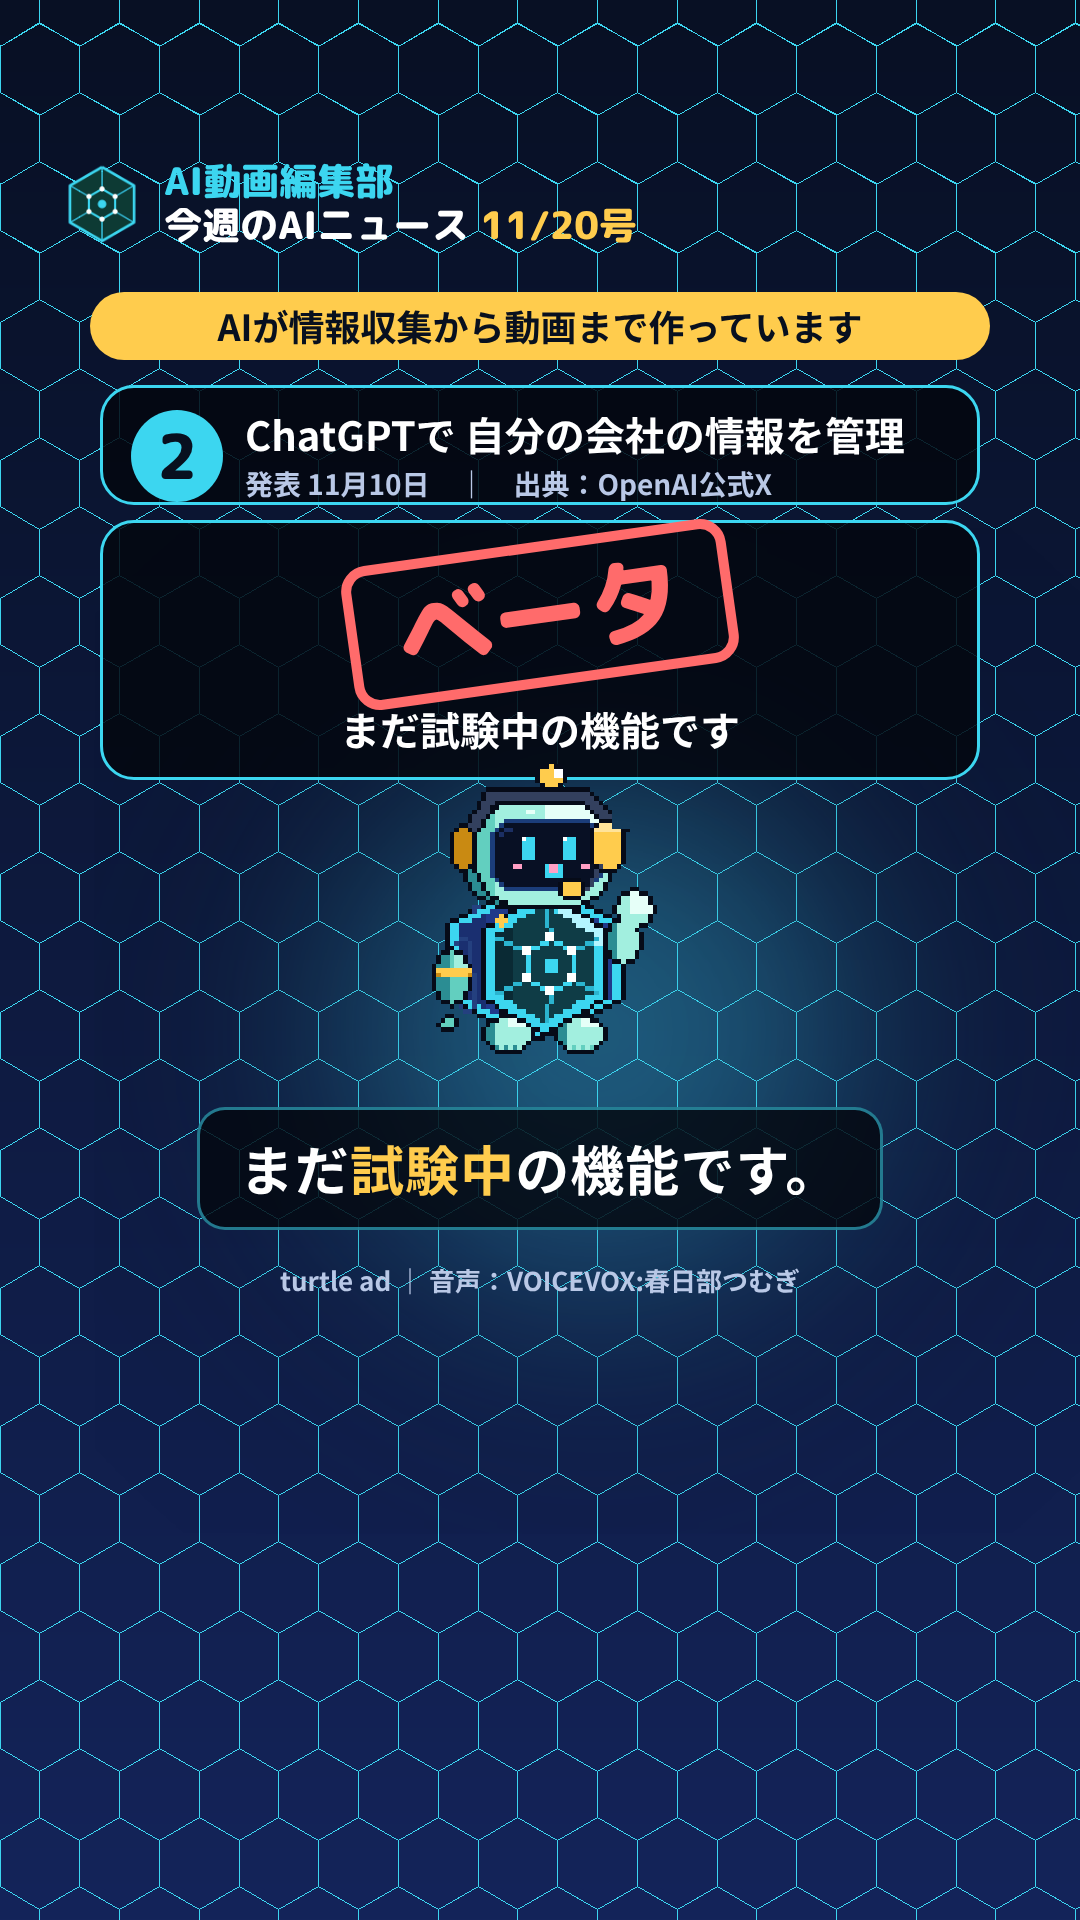 AI動画編集部
今週のAIニュース 11/20号
AIが情報収集から動画まで作っています
2
ChatGPTで 自分の会社の情報を管理
発表 11月10日 ｜ 出典：OpenAI公式X
ベータ
まだ試験中の機能です
まだ試験中の機能です。
turtle ad ｜ 音声：VOICEVOX:春日部つむぎ